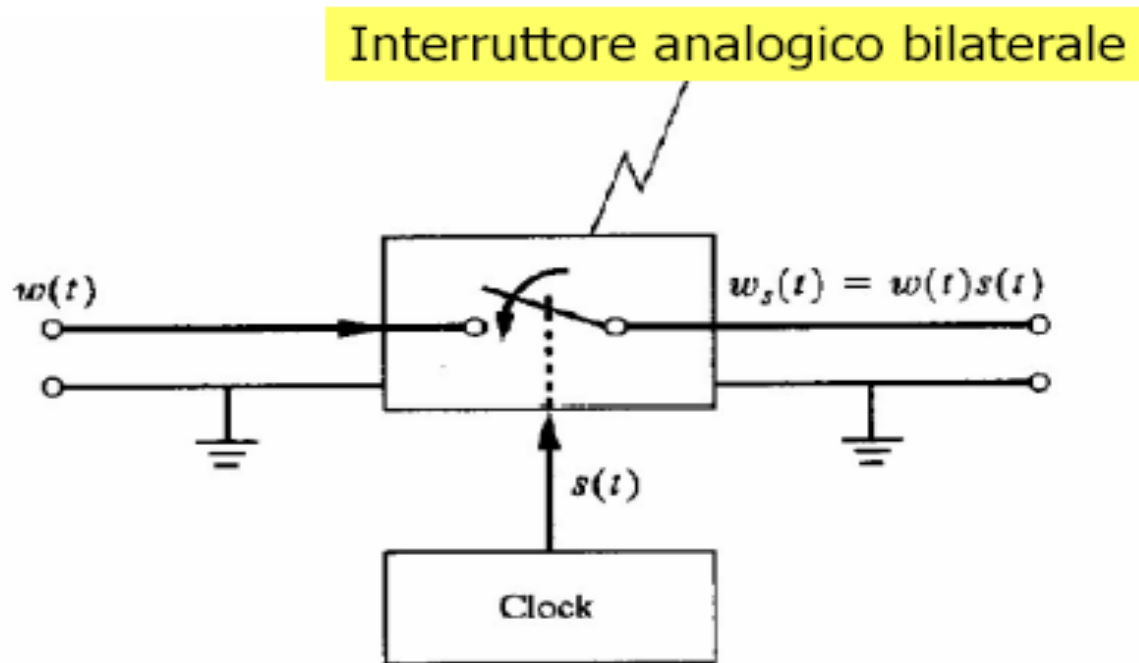 Interruttore analogico bilaterale
w(t)
w_s(t) = w(t)s(t)
s(t)
Clock